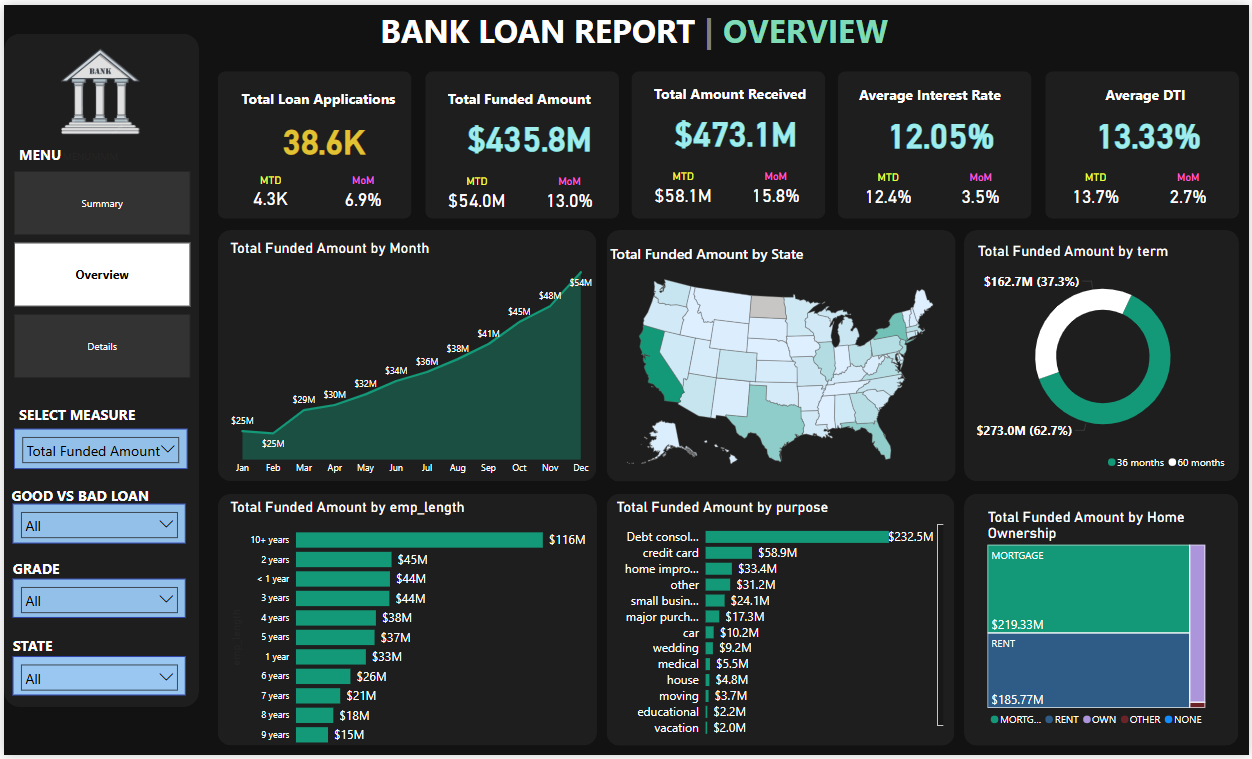 BANK LOAN REPORT | OVERVIEW
BANK
MENU
Summary
Overview
Details
SELECT MEASURE
Total Funded Amount
GOOD VS BAD LOAN
All
GRADE
All
STATE
All
Total Loan Applications
38.6K
MTD MoM
4.3K 6.9%
Total Funded Amount
$435.8M
MTD MoM
$54.0M 13.0%
Total Amount Received
$473.1M
MTD MoM
$58.1M 15.8%
Average Interest Rate
12.05%
MTD MoM
12.4% 3.5%
Average DTI
13.33%
MTD MoM
13.7% 2.7%
Total Funded Amount by Month
$25M $25M $29M $30M $32M $34M $36M $38M $41M $45M $48M $54M
Jan Feb Mar Apr May Jun Jul Aug Sep Oct Nov Dec
Total Funded Amount by State
Total Funded Amount by term
$162.7M (37.3%)
$273.0M (62.7%)
36 months 60 months
Total Funded Amount by emp_length
10+ years $116M
2 years $45M
< 1 year $44M
3 years $44M
4 years $38M
5 years $37M
1 year $33M
6 years $26M
7 years $21M
8 years $18M
9 years $15M
Total Funded Amount by purpose
Debt consol... $232.5M
credit card $58.9M
home impro... $33.4M
other $31.2M
small busin... $24.1M
major purch... $17.3M
car $10.2M
wedding $9.2M
medical $5.5M
house $4.8M
moving $3.7M
educational $2.2M
vacation $2.0M
Total Funded Amount by Home
Ownership
MORTGAGE
$219.33M
RENT
$185.77M
MORTG... RENT OWN OTHER NONE